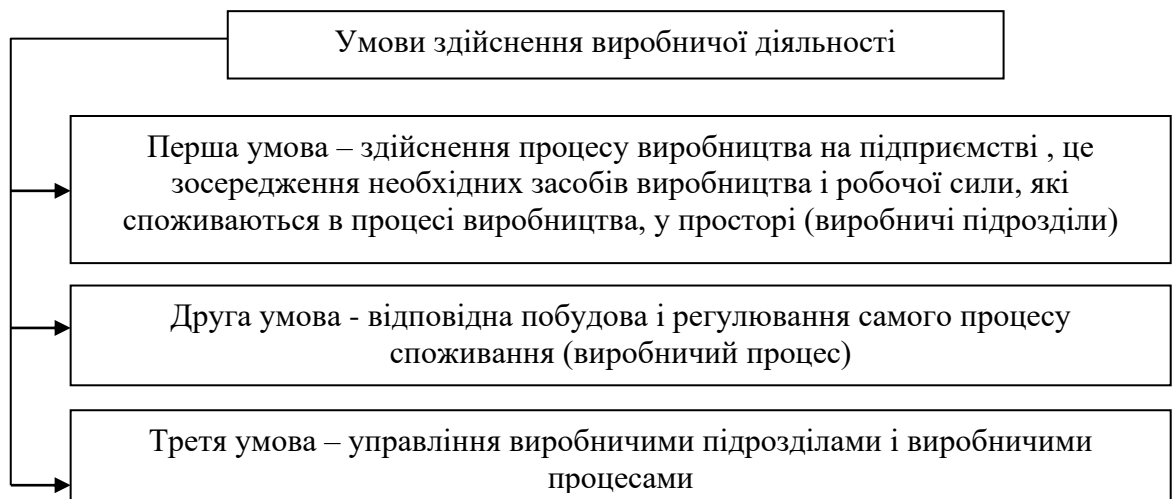 Умови здійснення виробничої діяльності
Перша умова – здійснення процесу виробництва на підприємстві , це
зосередження необхідних засобів виробництва і робочої сили, які
споживаються в процесі виробництва, у просторі (виробничі підрозділи)
Друга умова - відповідна побудова і регулювання самого процесу
споживання (виробничий процес)
Третя умова – управління виробничими підрозділами і виробничими
процесами